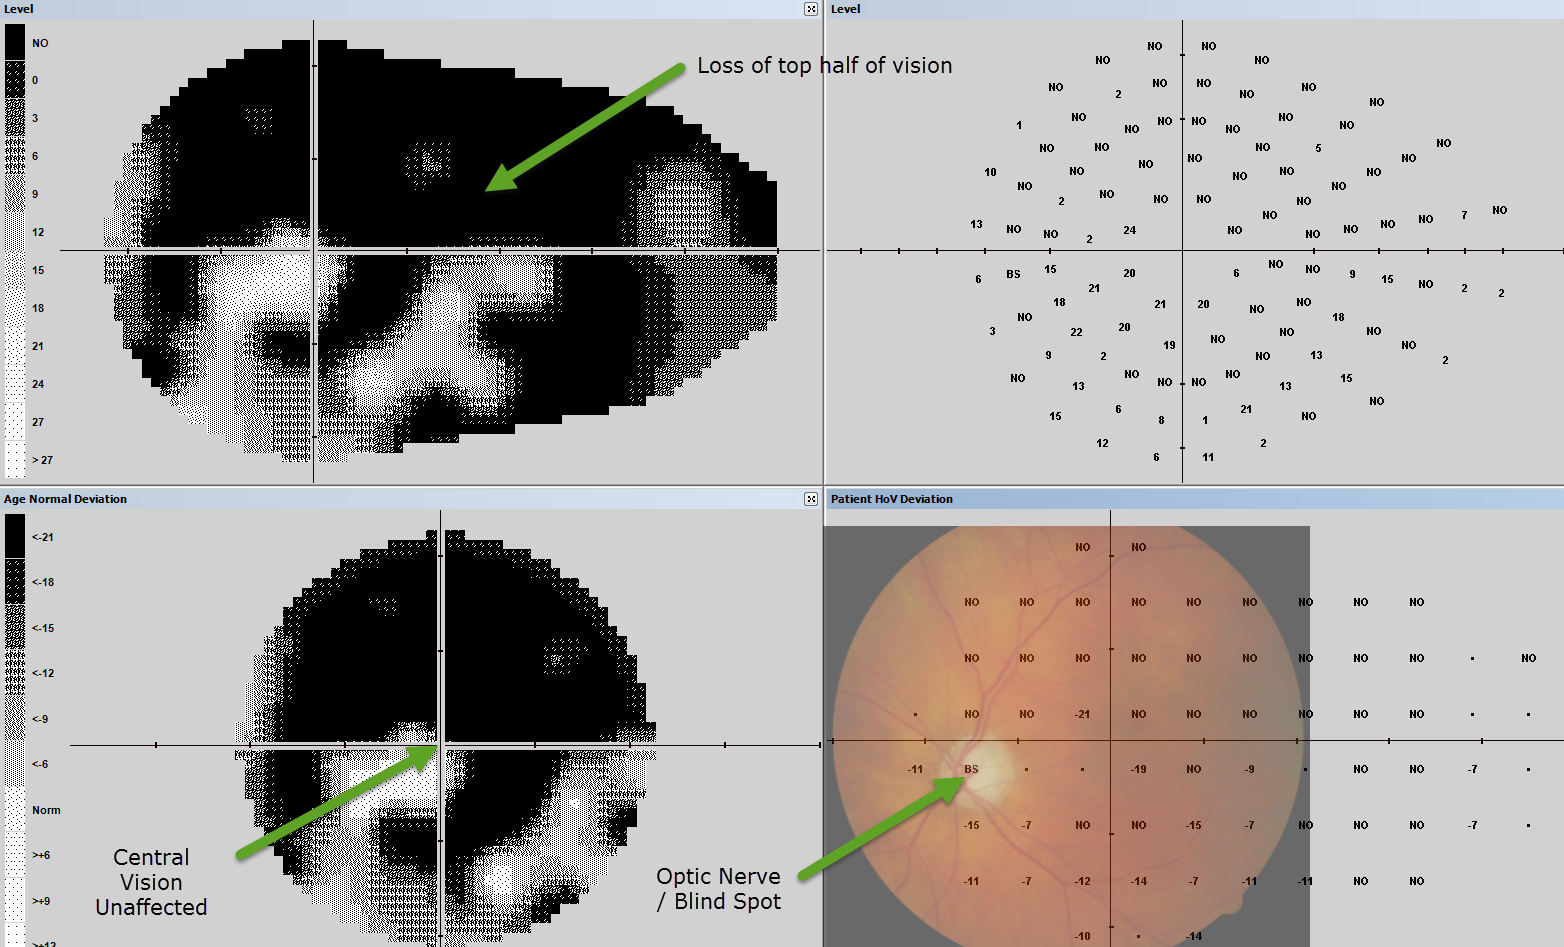 Level
NO
0
3
6
9
12
15
18
21
24
27
> 27
Loss of top half of vision
Level
NO NO
NO NO
NO NO NO NO
2 NO NO
1 NO NO NO NO NO
NO NO
NO NO NO 5 NO NO
10 NO NO NO NO NO NO
NO NO NO
2 NO NO NO NO
13 NO NO NO NO NO 7 NO
NO NO 2 24 NO NO NO
6 BS 15 20 6 NO NO 9 15 NO 2 2
18 21 21 20 NO NO
NO 18
3 22 20 NO NO
9 2 19 NO NO NO 13 NO 2
NO 13 NO NO NO NO 13 15
15 6 8 1 21 NO NO
12 2
6 11
Age Normal Deviation
<-21
<-18
<-15
<-12
<-9
<-6
Norm
>+6
>+9
>+12
Central
Vision
Unaffected
Patient HoV Deviation
NO NO
NO NO NO NO NO NO NO NO NO
NO NO NO NO NO NO NO NO NO NO
NO NO -21 NO NO NO NO NO NO
-11 BS -19 NO -9 NO NO -7
-15 -7 NO NO -15 -7 NO NO NO -7
-11 -7 -12 -14 -7 -11 -11 NO NO
-10 -14
Optic Nerve
/ Blind Spot